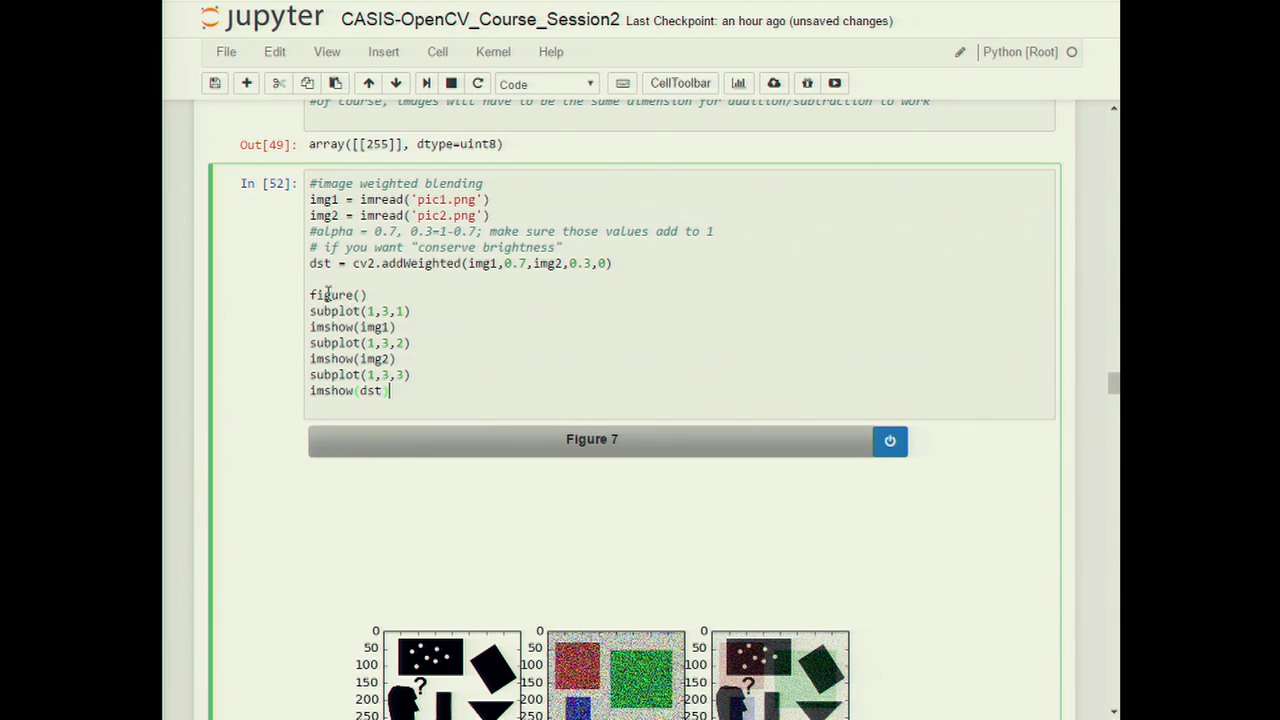 jupyter CASIS-OpenCV_Course_Session2 Last Checkpoint: an hour ago (unsaved changes)
File Edit View Insert Cell Kernel Help Python [Root]
Code CellToolbar
#of course, images will have to be the same dimension for addition/subtraction to work
Out[49]: array([[255]], dtype=uint8)
In [52]: #image weighted blending
img1 = imread('pic1.png')
img2 = imread('pic2.png')
#alpha = 0.7, 0.3=1-0.7; make sure those values add to 1
# if you want "conserve brightness"
dst = cv2.addWeighted(img1,0.7,img2,0.3,0)
figure()
subplot(1,3,1)
imshow(img1)
subplot(1,3,2)
imshow(img2)
subplot(1,3,3)
imshow(dst)
Figure 7
0 0 0
50 50 50
100 100 100
150 150 150
200 ? 200 200 ?
250 250 250